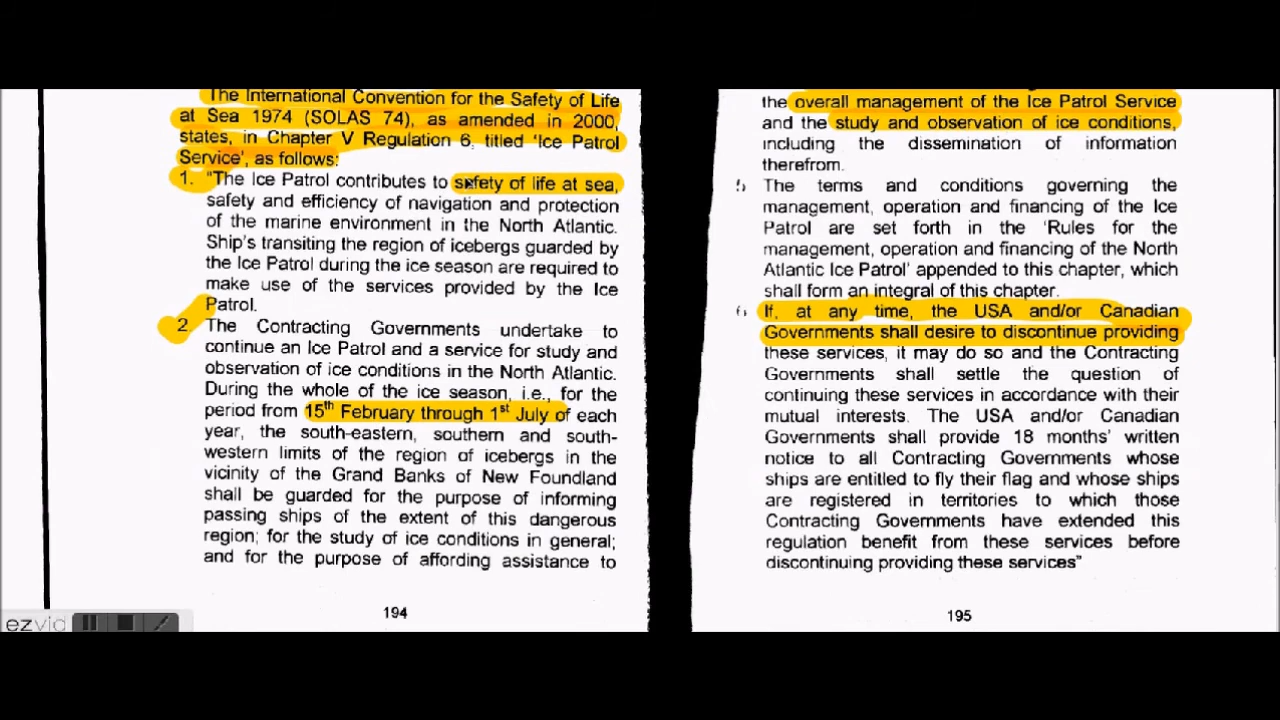 The International Convention for the Safety of Life
at Sea 1974 (SOLAS 74), as amended in 2000,
states, in Chapter V Regulation 6, titled 'Ice Patrol
Service', as follows:
1. "The Ice Patrol contributes to safety of life at sea,
safety and efficiency of navigation and protection
of the marine environment in the North Atlantic.
Ship's transiting the region of icebergs guarded by
the Ice Patrol during the ice season are required to
make use of the services provided by the Ice
Patrol.
2 The Contracting Governments undertake to
continue an Ice Patrol and a service for study and
observation of ice conditions in the North Atlantic.
During the whole of the ice season, i.e., for the
period from 15th February through 1st July of each
year, the south-eastern, southern and south-
western limits of the region of icebergs in the
vicinity of the Grand Banks of New Foundland
shall be guarded for the purpose of informing
passing ships of the extent of this dangerous
region; for the study of ice conditions in general;
and for the purpose of affording assistance to
194
the overall management of the Ice Patrol Service
and the study and observation of ice conditions,
including the dissemination of information
therefrom.
The terms and conditions governing the
management, operation and financing of the Ice
Patrol are set forth in the 'Rules for the
management, operation and financing of the North
Atlantic Ice Patrol' appended to this chapter, which
shall form an integral of this chapter.
If, at any time, the USA and/or Canadian
Governments shall desire to discontinue providing
these services, it may do so and the Contracting
Governments shall settle the question of
continuing these services in accordance with their
mutual interests. The USA and/or Canadian
Governments shall provide 18 months' written
notice to all Contracting Governments whose
ships are entitled to fly their flag and whose ships
are registered in territories to which those
Contracting Governments have extended this
regulation benefit from these services before
discontinuing providing these services"
195
ezvid